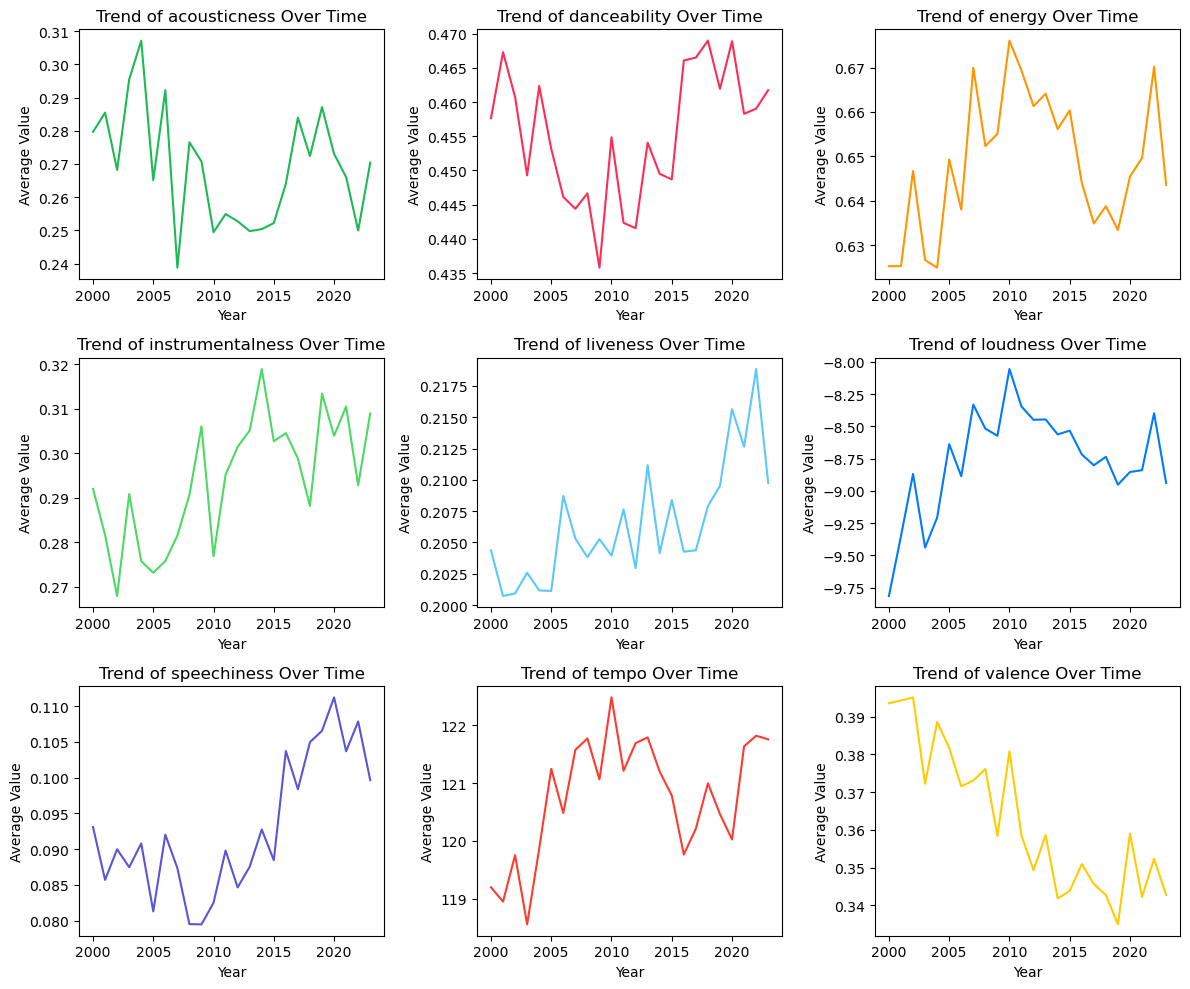 Trend of acousticness Over Time
Average Value
0.31
0.30
0.29
0.28
0.27
0.26
0.25
0.24
2000 2005 2010 2015 2020
Year
Trend of danceability Over Time
Average Value
0.470
0.465
0.460
0.455
0.450
0.445
0.440
0.435
2000 2005 2010 2015 2020
Year
Trend of energy Over Time
Average Value
0.67
0.66
0.65
0.64
0.63
2000 2005 2010 2015 2020
Year
Trend of instrumentalness Over Time
Average Value
0.32
0.31
0.30
0.29
0.28
0.27
2000 2005 2010 2015 2020
Year
Trend of liveness Over Time
Average Value
0.2175
0.2150
0.2125
0.2100
0.2075
0.2050
0.2025
0.2000
2000 2005 2010 2015 2020
Year
Trend of loudness Over Time
Average Value
−8.00
−8.25
−8.50
−8.75
−9.00
−9.25
−9.50
−9.75
2000 2005 2010 2015 2020
Year
Trend of speechiness Over Time
Average Value
0.110
0.105
0.100
0.095
0.090
0.085
0.080
2000 2005 2010 2015 2020
Year
Trend of tempo Over Time
Average Value
122
121
120
119
2000 2005 2010 2015 2020
Year
Trend of valence Over Time
Average Value
0.39
0.38
0.37
0.36
0.35
0.34
2000 2005 2010 2015 2020
Year